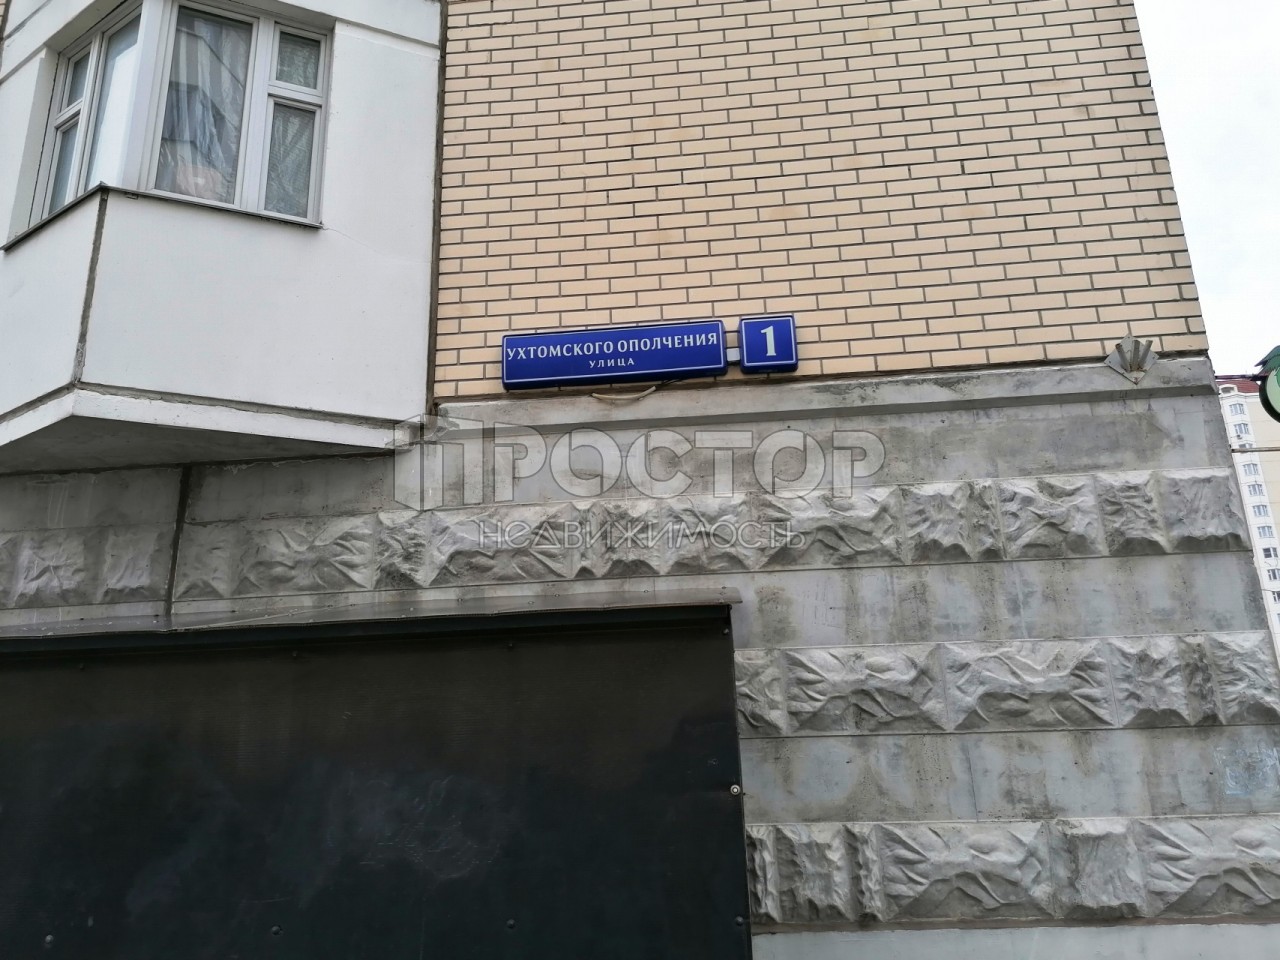 УХТОМСКОГО ОПОЛЧЕНИЯ
УЛИЦА
1
ПРОСТОР
НЕДВИЖИМОСТЬ